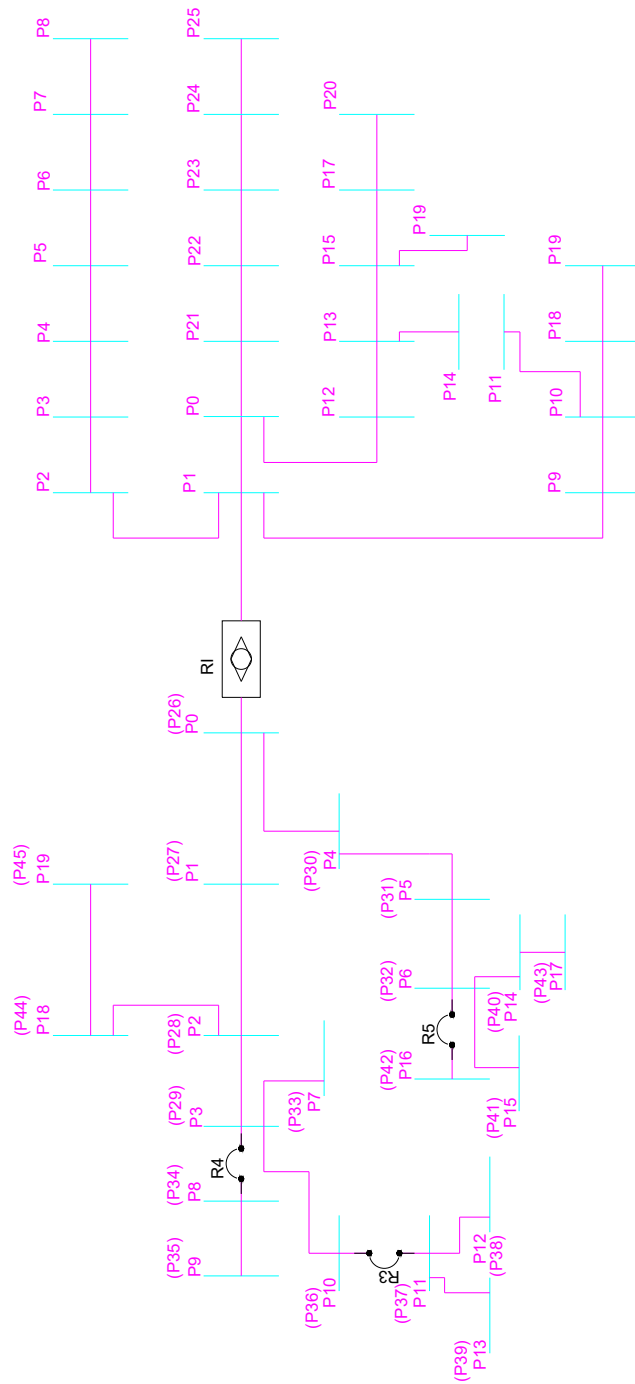 (P44)
P18
(P45)
P19
P2
P3
P4
P5
P6
P7
P8
(P35)
P9
(P34)
P8
(P29)
P3
(P28)
P2
(P27)
P1
(P26)
P0
P1
P0
P21
P22
P23
P24
P25
R4
RI
(P36)
P10
(P33)
P7
(P30)
P4
P12
P13
P15
P17
P20
R3
(P37)
P11
(P42)
P16
(P32)
P6
(P31)
P5
P19
R5
P14
(P39)
P13
P12
(P38)
(P41)
P15
(P40)
P14
P11
(P43)
P17
P9
P10
P18
P19